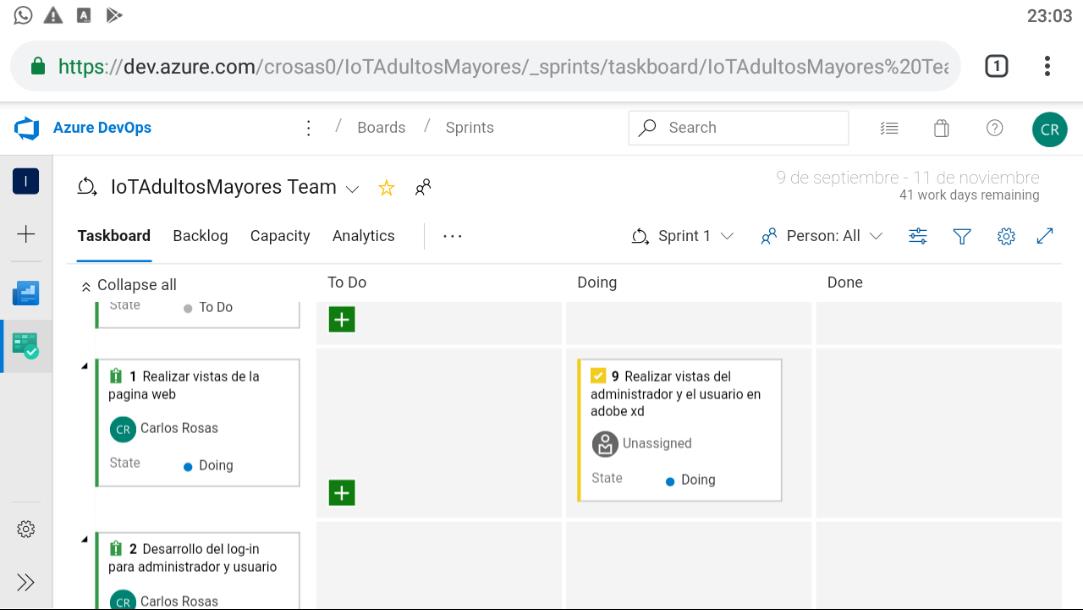 23:03
https://dev.azure.com/crosas0/IoTAdultosMayores/_sprints/taskboard/IoTAdultosMayores%20Tea
1
Azure DevOps
/ Boards / Sprints
Search
CR
I
IoTAdultosMayores Team
9 de septiembre - 11 de noviembre
41 work days remaining
Taskboard Backlog Capacity Analytics
Sprint 1
Person: All
Collapse all
To Do
Doing
Done
State To Do
1 Realizar vistas de la
pagina web
CR Carlos Rosas
State Doing
9 Realizar vistas del
administrador y el usuario en
adobe xd
Unassigned
State Doing
2 Desarrollo del log-in
para administrador y usuario
CR Carlos Rosas